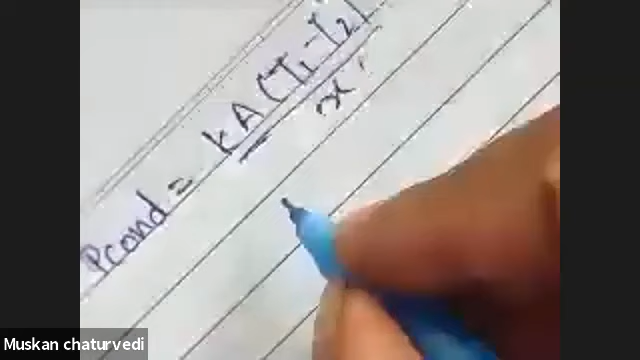 Pcond = kA(T₁-T₂)
x
Muskan chaturvedi